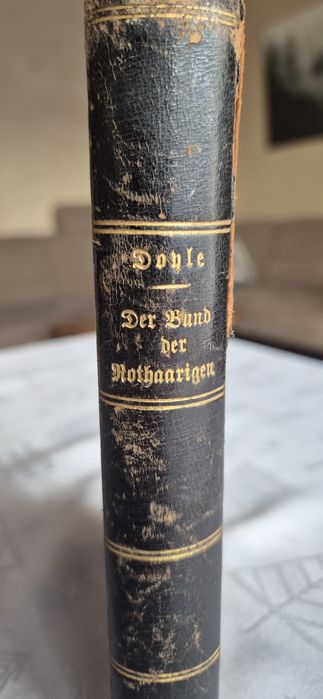 Doyle
Der Bund
der
Rothaarigen